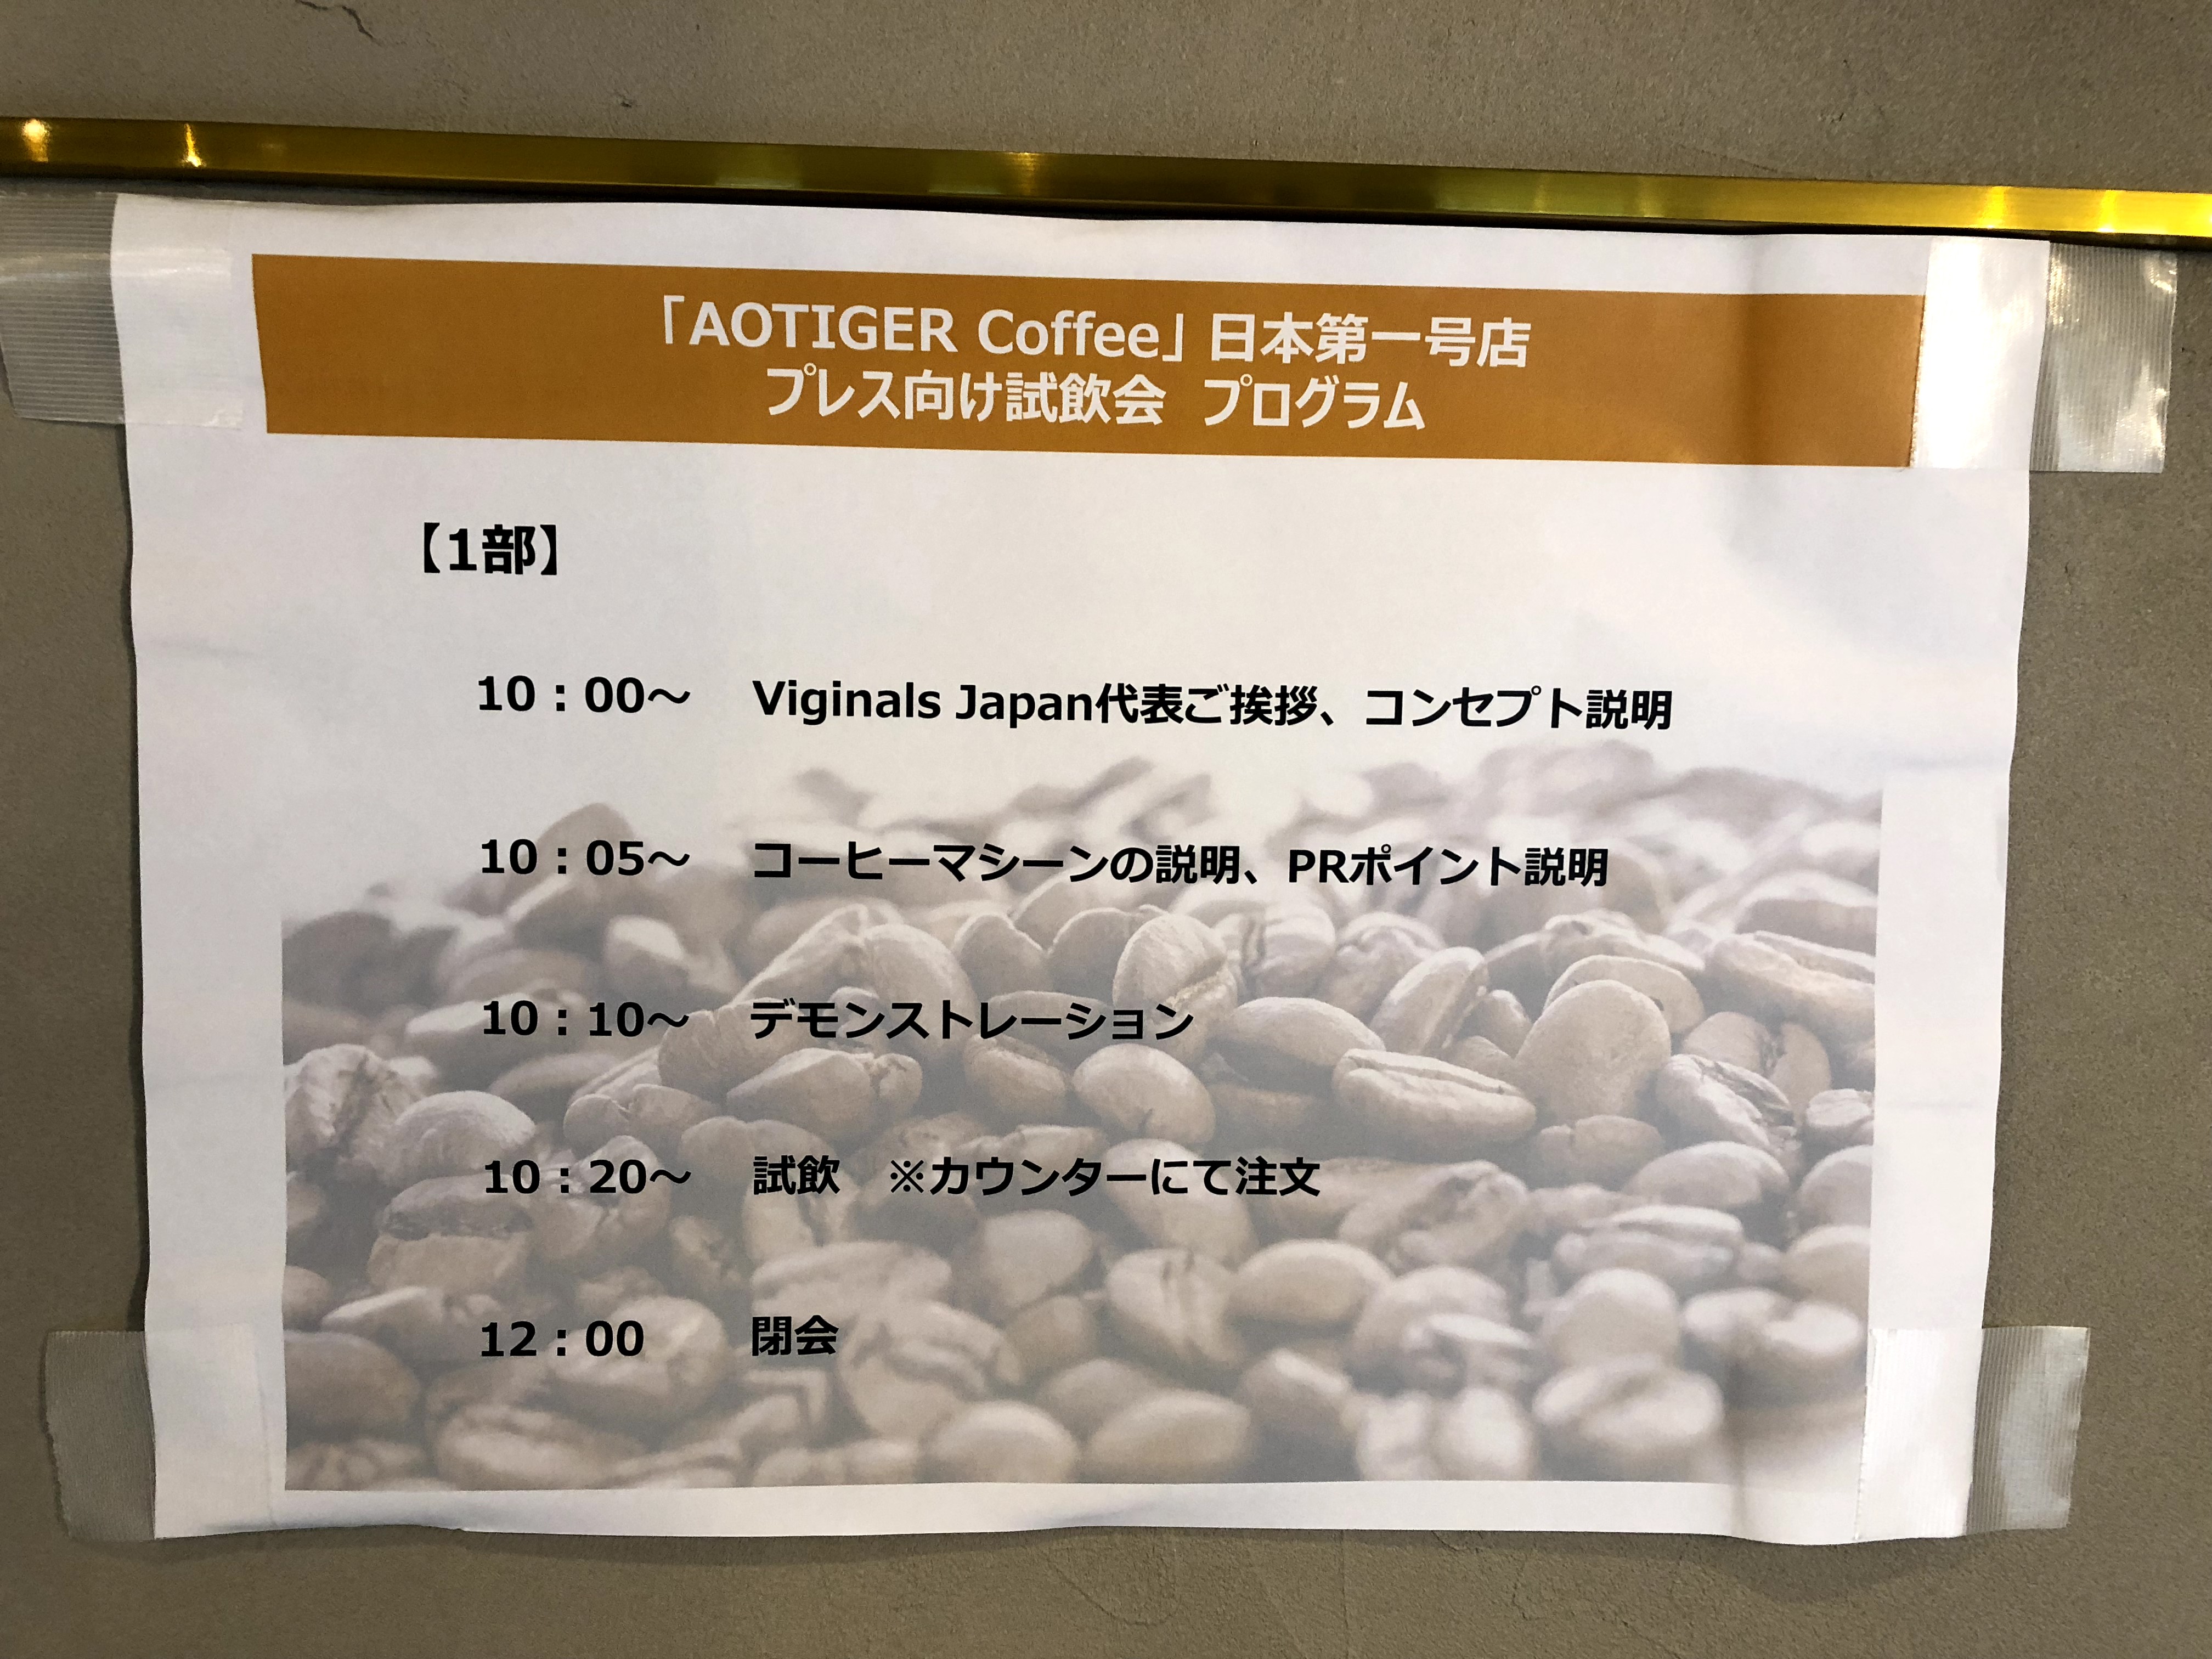 「AOTIGER Coffee」日本第一号店
プレス向け試飲会　プログラム
【1部】
10：00～　Viginals Japan代表ご挨拶、コンセプト説明
10：05～　コーヒーマシーンの説明、PRポイント説明
10：10～　デモンストレーション
10：20～　試飲　※カウンターにて注文
12：00　閉会